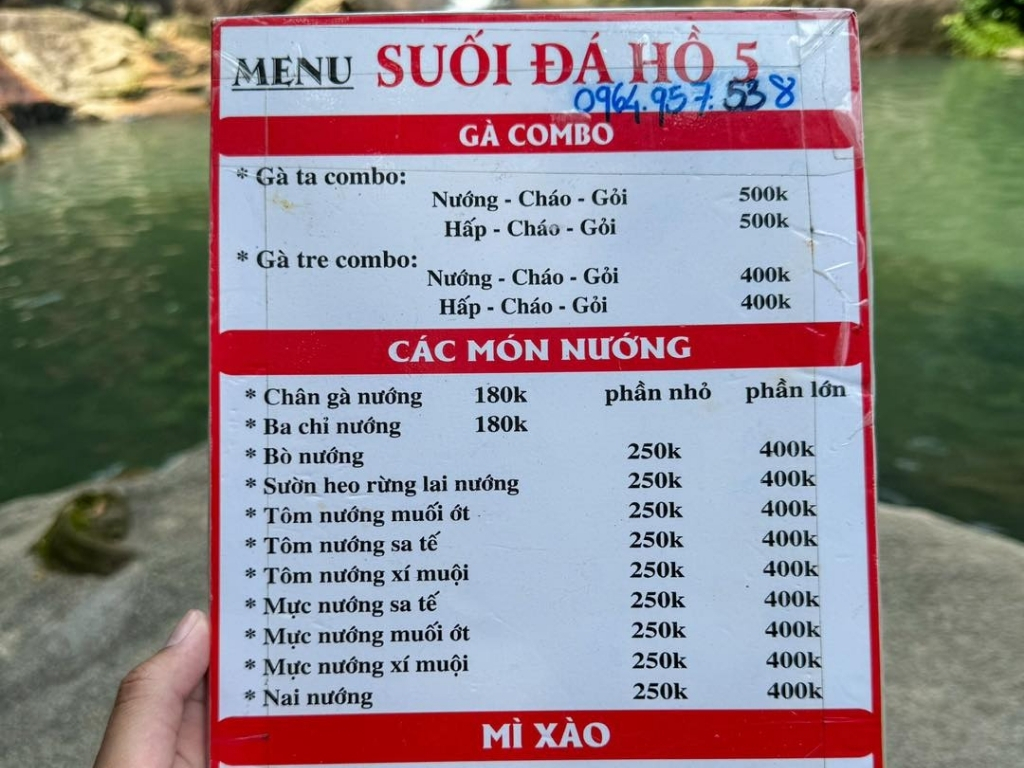 MENU SUỐI ĐÁ HỒ 5
0964.957.538
GÀ COMBO
* Gà ta combo:
Nướng - Cháo - Gỏi 500k
Hấp - Cháo - Gỏi 500k
* Gà tre combo:
Nướng - Cháo - Gỏi 400k
Hấp - Cháo - Gỏi 400k
CÁC MÓN NƯỚNG
* Chân gà nướng 180k phần nhỏ phần lớn
* Ba chỉ nướng 180k
* Bò nướng 250k 400k
* Sườn heo rừng lai nướng 250k 400k
* Tôm nướng muối ớt 250k 400k
* Tôm nướng sa tế 250k 400k
* Tôm nướng xí muội 250k 400k
* Mực nướng sa tế 250k 400k
* Mực nướng muối ớt 250k 400k
* Mực nướng xí muội 250k 400k
* Nai nướng 250k 400k
MÌ XÀO